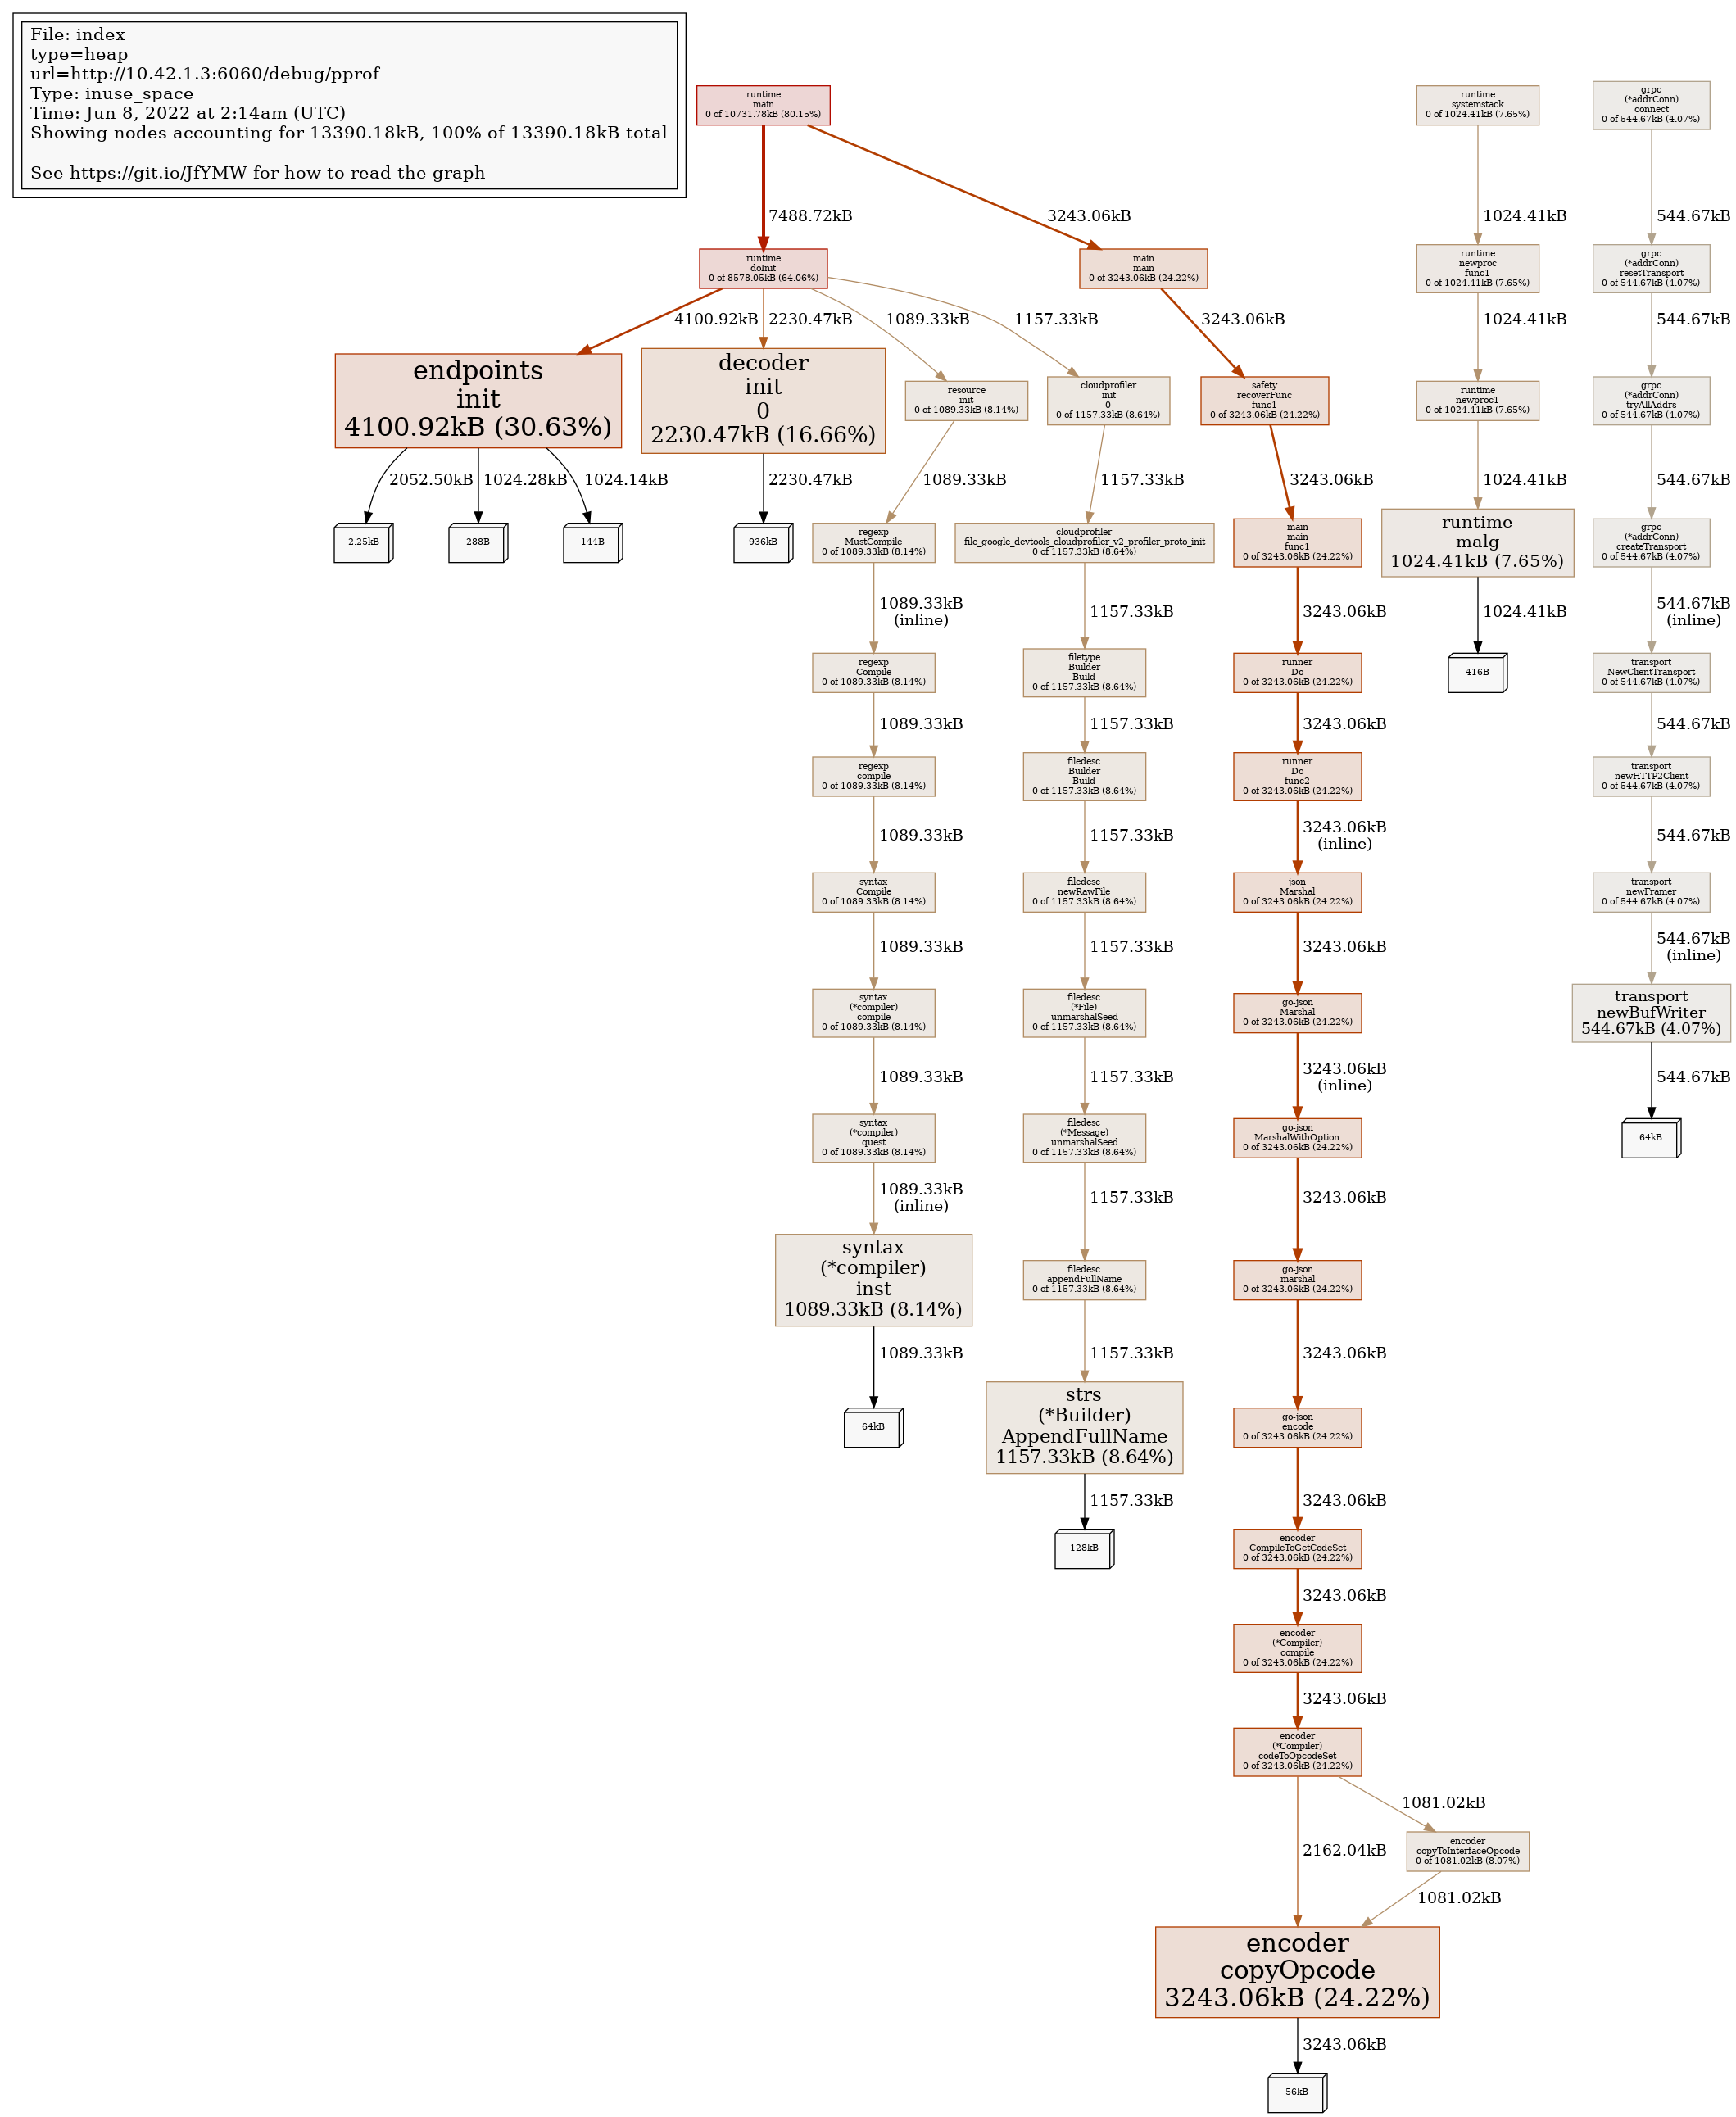 File: index
type=heap
url=http://10.42.1.3:6060/debug/pprof
Type: inuse_space
Time: Jun 8, 2022 at 2:14am (UTC)
Showing nodes accounting for 13390.18kB, 100% of 13390.18kB total
See https://git.io/JfYMW for how to read the graph
runtime
main
0 of 10731.78kB (80.15%)
runtime
systemstack
0 of 1024.41kB (7.65%)
grpc
(*addrConn)
connect
0 of 544.67kB (4.07%)
7488.72kB
3243.06kB
1024.41kB
544.67kB
runtime
doInit
0 of 8578.05kB (64.06%)
main
main
0 of 3243.06kB (24.22%)
runtime
newproc
func1
0 of 1024.41kB (7.65%)
grpc
(*addrConn)
resetTransport
0 of 544.67kB (4.07%)
4100.92kB
2230.47kB
1089.33kB
1157.33kB
3243.06kB
1024.41kB
544.67kB
endpoints
init
4100.92kB (30.63%)
decoder
init
0
2230.47kB (16.66%)
resource
init
0 of 1089.33kB (8.14%)
cloudprofiler
init
0
0 of 1157.33kB (8.64%)
safety
recoverFunc
func1
0 of 3243.06kB (24.22%)
runtime
newproc1
0 of 1024.41kB (7.65%)
grpc
(*addrConn)
tryAllAddrs
0 of 544.67kB (4.07%)
2052.50kB
1024.28kB
1024.14kB
2230.47kB
1089.33kB
1157.33kB
3243.06kB
1024.41kB
544.67kB
2.25kB
288B
144B
936kB
regexp
MustCompile
0 of 1089.33kB (8.14%)
cloudprofiler
file_google_devtools_cloudprofiler_v2_profiler_proto_init
0 of 1157.33kB (8.64%)
main
main
func1
0 of 3243.06kB (24.22%)
runtime
malg
1024.41kB (7.65%)
grpc
(*addrConn)
createTransport
0 of 544.67kB (4.07%)
1089.33kB
(inline)
1157.33kB
3243.06kB
1024.41kB
544.67kB
(inline)
regexp
Compile
0 of 1089.33kB (8.14%)
filetype
Builder
Build
0 of 1157.33kB (8.64%)
runner
Do
0 of 3243.06kB (24.22%)
416B
transport
NewClientTransport
0 of 544.67kB (4.07%)
1089.33kB
1157.33kB
3243.06kB
544.67kB
regexp
compile
0 of 1089.33kB (8.14%)
filedesc
Builder
Build
0 of 1157.33kB (8.64%)
runner
Do
func2
0 of 3243.06kB (24.22%)
transport
newHTTP2Client
0 of 544.67kB (4.07%)
1089.33kB
1157.33kB
3243.06kB
(inline)
544.67kB
syntax
Compile
0 of 1089.33kB (8.14%)
filedesc
newRawFile
0 of 1157.33kB (8.64%)
json
Marshal
0 of 3243.06kB (24.22%)
transport
newFramer
0 of 544.67kB (4.07%)
1089.33kB
1157.33kB
3243.06kB
544.67kB
(inline)
syntax
(*compiler)
compile
0 of 1089.33kB (8.14%)
filedesc
(*File)
unmarshalSeed
0 of 1157.33kB (8.64%)
go-json
Marshal
0 of 3243.06kB (24.22%)
transport
newBufWriter
544.67kB (4.07%)
1089.33kB
1157.33kB
3243.06kB
(inline)
544.67kB
syntax
(*compiler)
quest
0 of 1089.33kB (8.14%)
filedesc
(*Message)
unmarshalSeed
0 of 1157.33kB (8.64%)
go-json
MarshalWithOption
0 of 3243.06kB (24.22%)
64kB
1089.33kB
(inline)
1157.33kB
3243.06kB
syntax
(*compiler)
inst
1089.33kB (8.14%)
filedesc
appendFullName
0 of 1157.33kB (8.64%)
go-json
marshal
0 of 3243.06kB (24.22%)
1089.33kB
1157.33kB
3243.06kB
64kB
strs
(*Builder)
AppendFullName
1157.33kB (8.64%)
go-json
encode
0 of 3243.06kB (24.22%)
1157.33kB
3243.06kB
128kB
encoder
CompileToGetCodeSet
0 of 3243.06kB (24.22%)
3243.06kB
encoder
(*Compiler)
compile
0 of 3243.06kB (24.22%)
3243.06kB
encoder
(*Compiler)
codeToOpcodeSet
0 of 3243.06kB (24.22%)
1081.02kB
2162.04kB
encoder
copyToInterfaceOpcode
0 of 1081.02kB (8.07%)
1081.02kB
encoder
copyOpcode
3243.06kB (24.22%)
3243.06kB
56kB